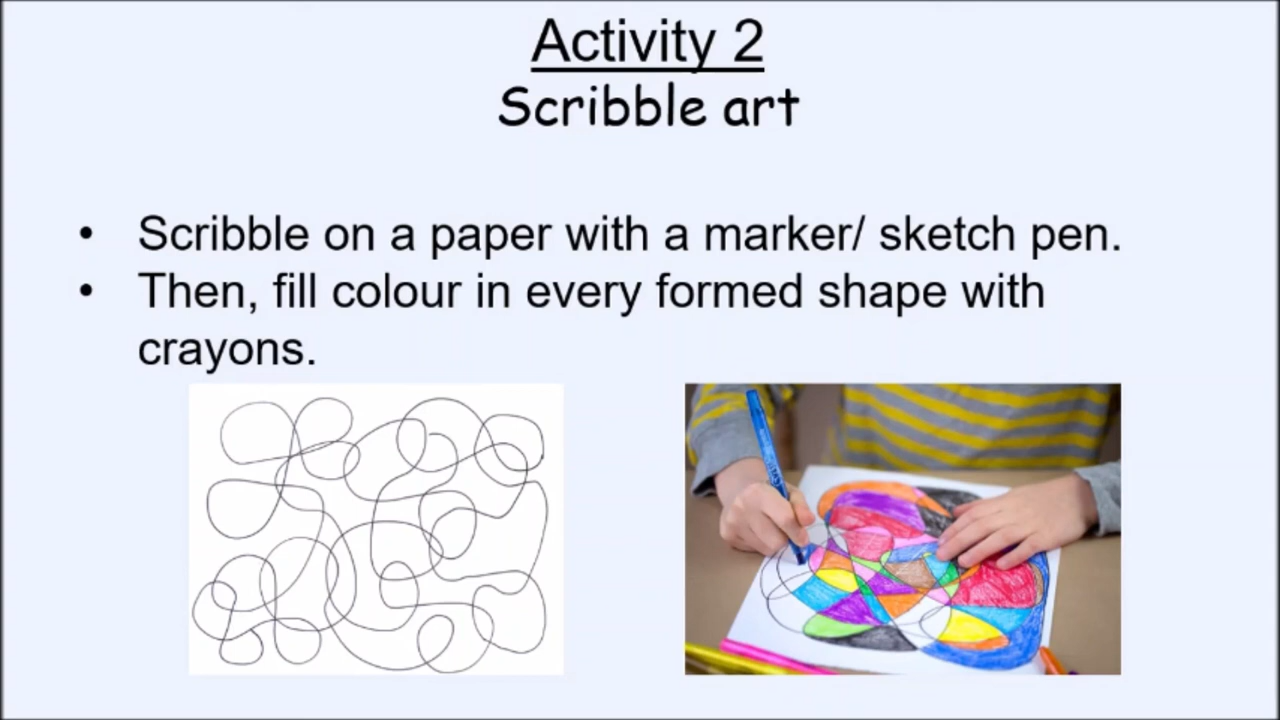 Activity 2
Scribble art
• Scribble on a paper with a marker/ sketch pen.
• Then, fill colour in every formed shape with
crayons.